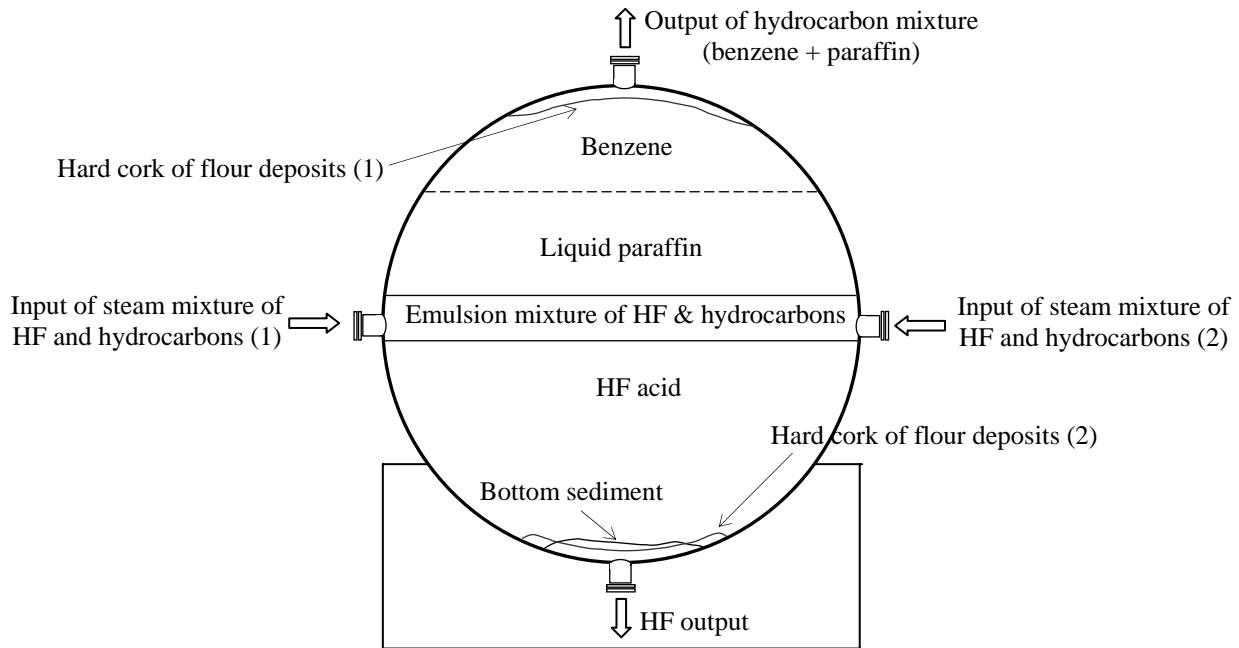 Output of hydrocarbon mixture
(benzene + paraffin)
Hard cork of flour deposits (1)
Benzene
Liquid paraffin
Input of steam mixture of
HF and hydrocarbons (1)
Emulsion mixture of HF & hydrocarbons
Input of steam mixture of
HF and hydrocarbons (2)
HF acid
Hard cork of flour deposits (2)
Bottom sediment
HF output